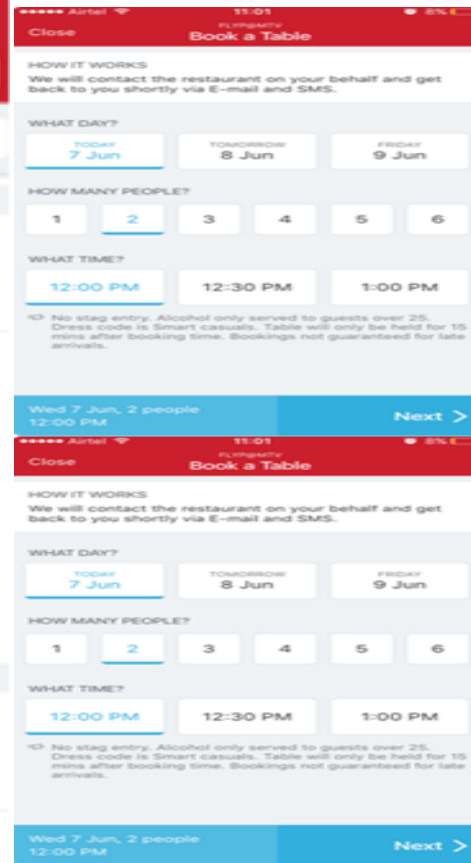 Airtel 11:01 8%
FLYP@MTV
Close Book a Table
HOW IT WORKS
We will contact the restaurant on your behalf and get
back to you shortly via E-mail and SMS.
WHAT DAY?
TODAY TOMORROW FRIDAY
7 Jun 8 Jun 9 Jun
HOW MANY PEOPLE?
1 2 3 4 5 6
WHAT TIME?
12:00 PM 12:30 PM 1:00 PM
No stag entry. Alcohol only served to guests over 25.
Dress code is Smart casuals. Table will only be held for 15
mins after booking time. Bookings not guaranteed for late
arrivals.
Wed 7 Jun, 2 people
12:00 PM Next >
Airtel 11:01 8%
FLYP@MTV
Close Book a Table
HOW IT WORKS
We will contact the restaurant on your behalf and get
back to you shortly via E-mail and SMS.
WHAT DAY?
TODAY TOMORROW FRIDAY
7 Jun 8 Jun 9 Jun
HOW MANY PEOPLE?
1 2 3 4 5 6
WHAT TIME?
12:00 PM 12:30 PM 1:00 PM
No stag entry. Alcohol only served to guests over 25.
Dress code is Smart casuals. Table will only be held for 15
mins after booking time. Bookings not guaranteed for late
arrivals.
Wed 7 Jun, 2 people
12:00 PM Next >